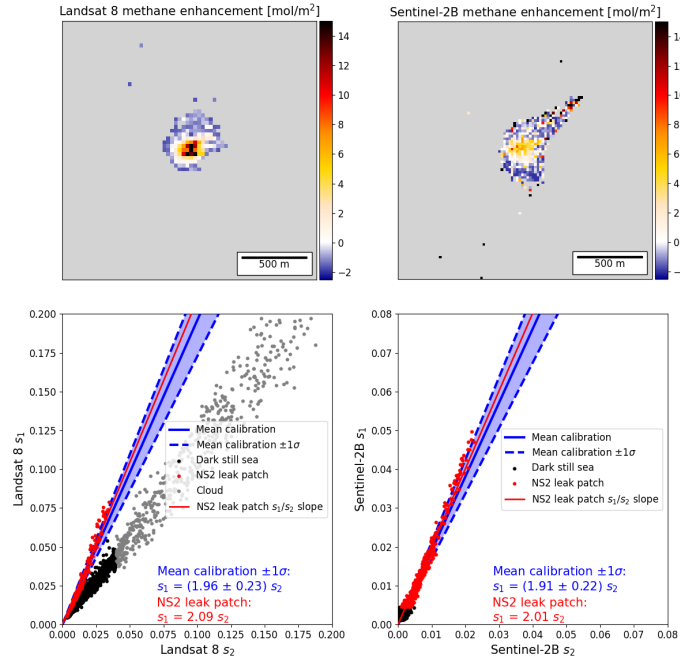 Landsat 8 methane enhancement [mol/m²]
14
12
10
8
6
4
2
0
−2
500 m
Sentinel-2B methane enhancement [mol/m²]
14
12
10
8
6
4
2
0
−2
500 m
0.200
0.175
0.150
0.125
0.100
0.075
0.050
0.025
0.000
Landsat 8 s₁
Mean calibration
Mean calibration ±1σ
Dark still sea
NS2 leak patch
Cloud
NS2 leak patch s₁/s₂ slope
Mean calibration ±1σ:
s₁ = (1.96 ± 0.23) s₂
NS2 leak patch:
s₁ = 2.09 s₂
0.000 0.025 0.050 0.075 0.100 0.125 0.150 0.175 0.200
Landsat 8 s₂
0.08
0.07
0.06
0.05
0.04
0.03
0.02
0.01
0.00
Sentinel-2B s₁
Mean calibration
Mean calibration ±1σ
Dark still sea
NS2 leak patch
NS2 leak patch s₁/s₂ slope
Mean calibration ±1σ:
s₁ = (1.91 ± 0.22) s₂
NS2 leak patch:
s₁ = 2.01 s₂
0.00 0.01 0.02 0.03 0.04 0.05 0.06 0.07 0.08
Sentinel-2B s₂